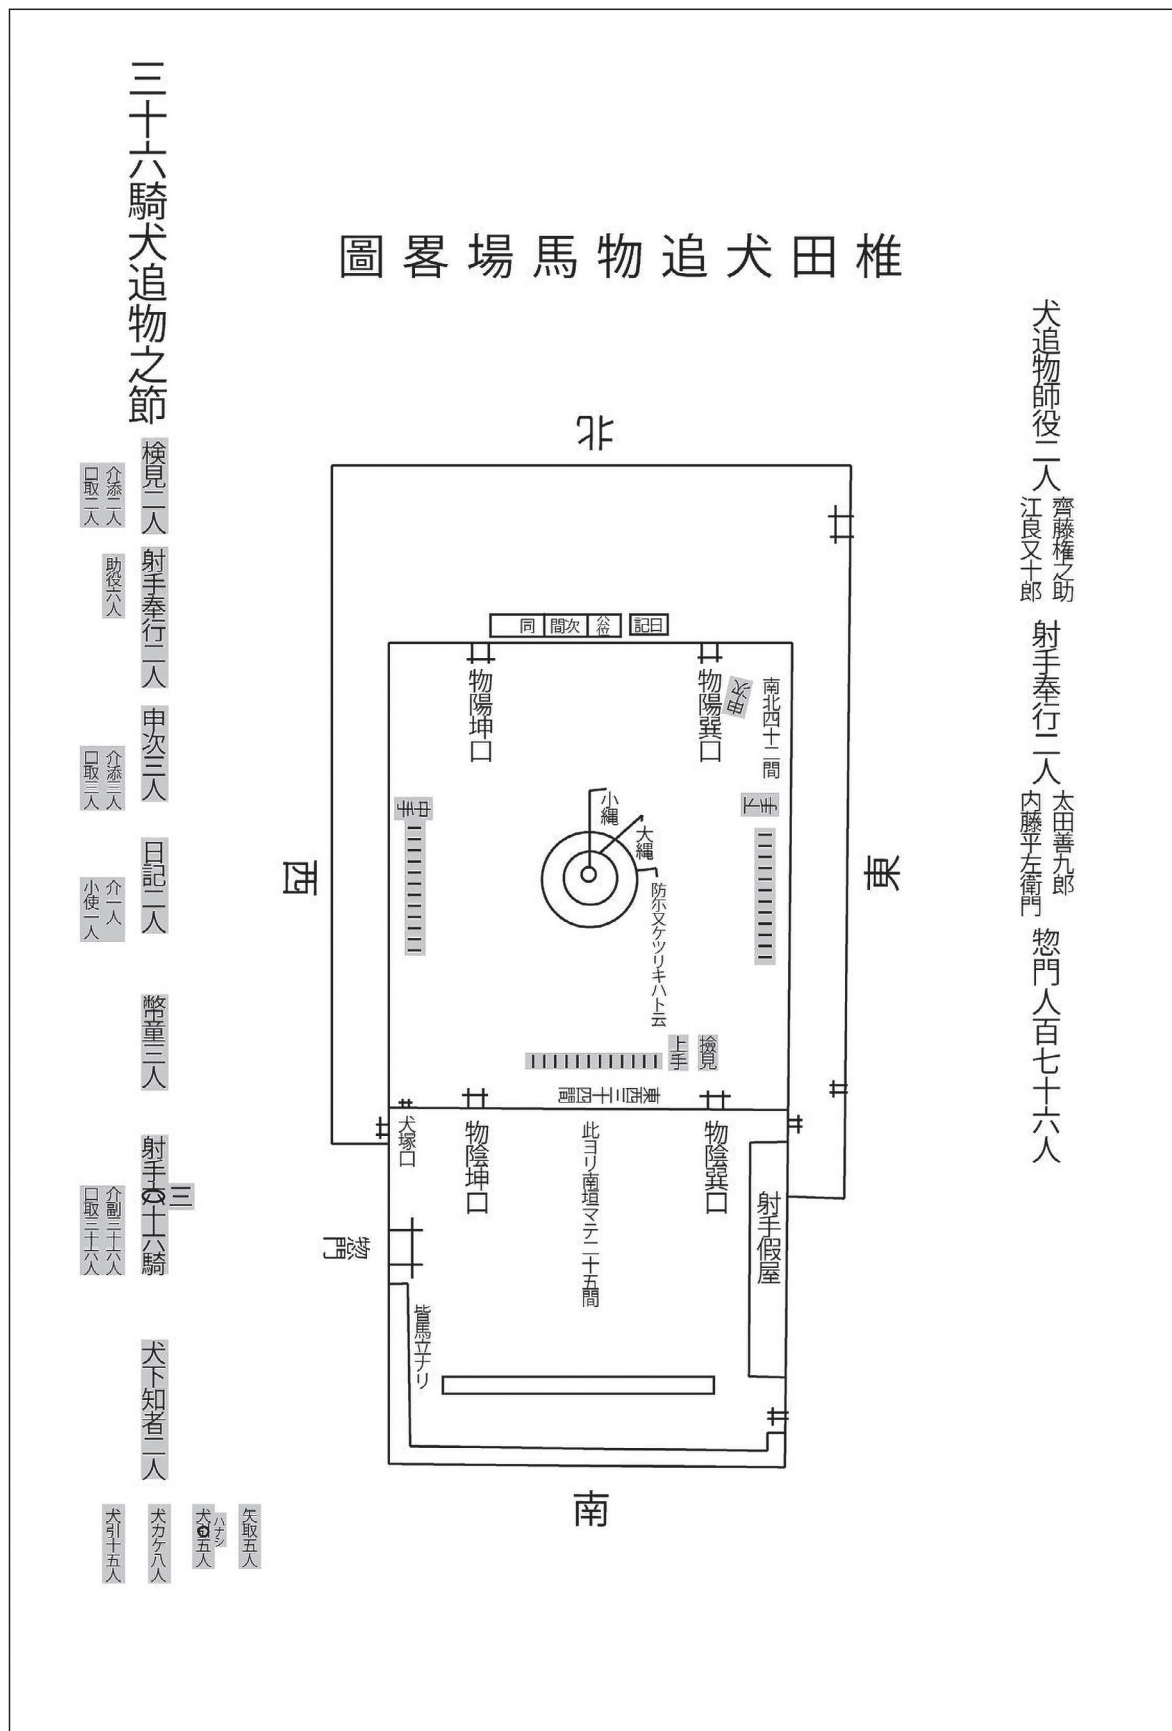 椎田犬追物馬場畧圖
犬追物師役二人
齊藤権之助
江良又十郎
射手奉行二人
太田善九郎
内藤平左衛門
惣門人百七十六人
北
東
西
南
日記
公位
次間
同
物陽巽口
物陽坤口
申次
南北四十二間
下手
中手
小縄
大縄
防尓又ケツリキハト云
撿見
上手
東西三十四間
物陰巽口
物陰坤口
犬塚口
此ヨリ南垣マテ二十五間
射手假屋
惣門
皆馬立ナリ
三十六騎犬追物之節
検見二人
介添二人
口取二人
射手奉行二人
助役六人
申次三人
介添三人
口取三人
日記二人
介一人
小使一人
幣童三人
射手三十六騎
介副三十六人
口取三十六人
犬下知者二人
矢取五人
ハナシ
犬五人
犬カケ八人
犬引十五人